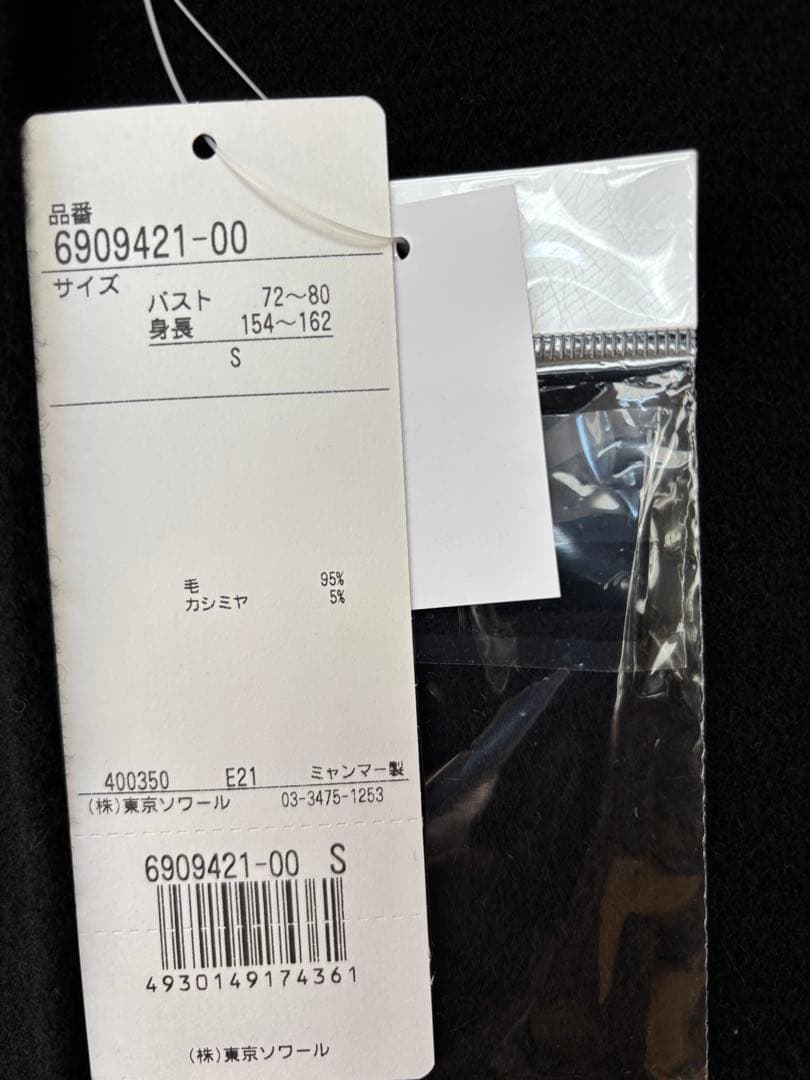 品番
6909421-00
サイズ
バスト 72～80
身長 154～162
S
毛 95%
カシミヤ 5%
400350 E21 ミャンマー製
(株)東京ソワール 03-3475-1253
6909421-00 S
4930149174361
(株)東京ソワール